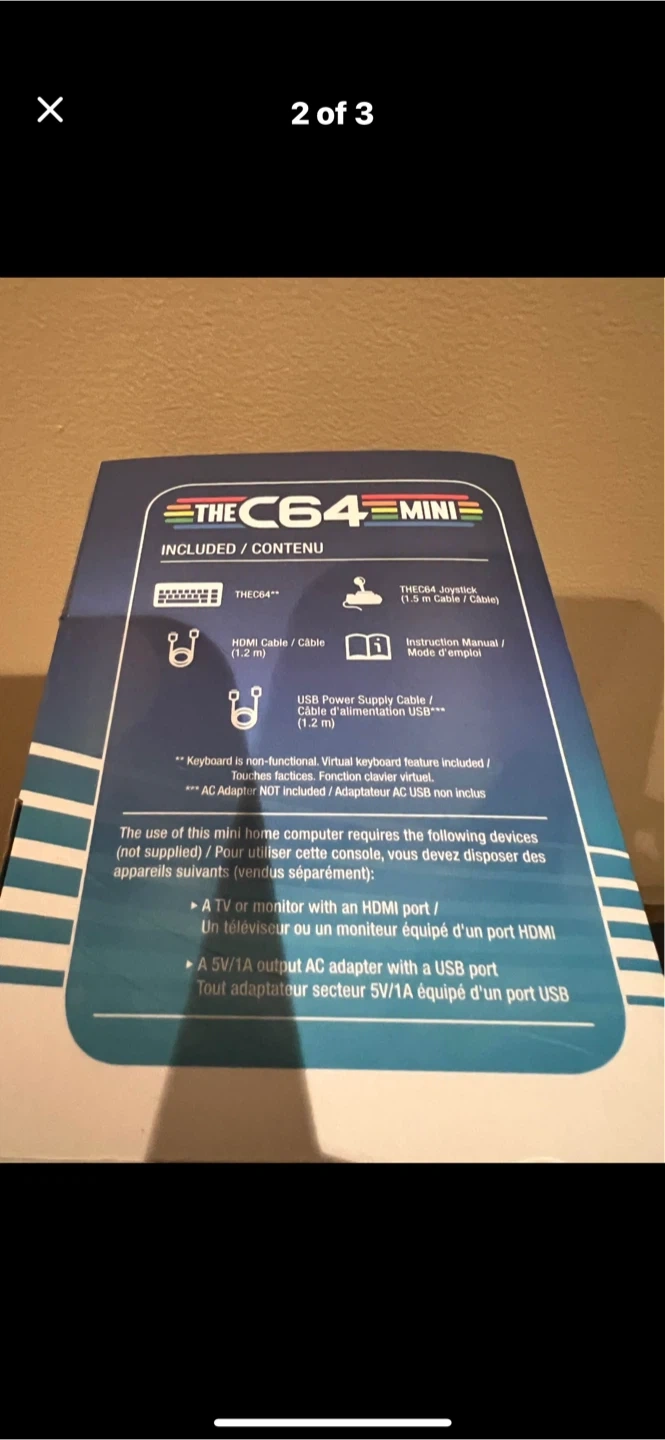 2 of 3
THEC64 MINI
INCLUDED / CONTENU
THEC64**
THEC64 Joystick
(1.5 m Cable / Câble)
HDMI Cable / Câble
(1.2 m)
Instruction Manual /
Mode d'emploi
USB Power Supply Cable /
Câble d'alimentation USB***
(1.2 m)
** Keyboard is non-functional. Virtual keyboard feature included /
Touches factices. Fonction clavier virtuel.
*** AC Adapter NOT included / Adaptateur AC USB non inclus
The use of this mini home computer requires the following devices
(not supplied) / Pour utiliser cette console, vous devez disposer des
appareils suivants (vendus séparément):
▸ A TV or monitor with an HDMI port /
Un téléviseur ou un moniteur équipé d'un port HDMI
▸ A 5V/1A output AC adapter with a USB port
Tout adaptateur secteur 5V/1A équipé d'un port USB